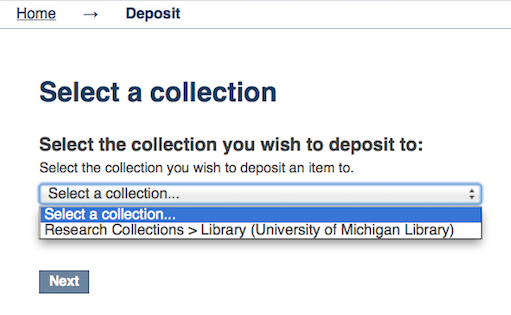 Home → Deposit
Select a collection
Select the collection you wish to deposit to:
Select the collection you wish to deposit an item to.
Select a collection...
Select a collection...
Research Collections > Library (University of Michigan Library)
Next